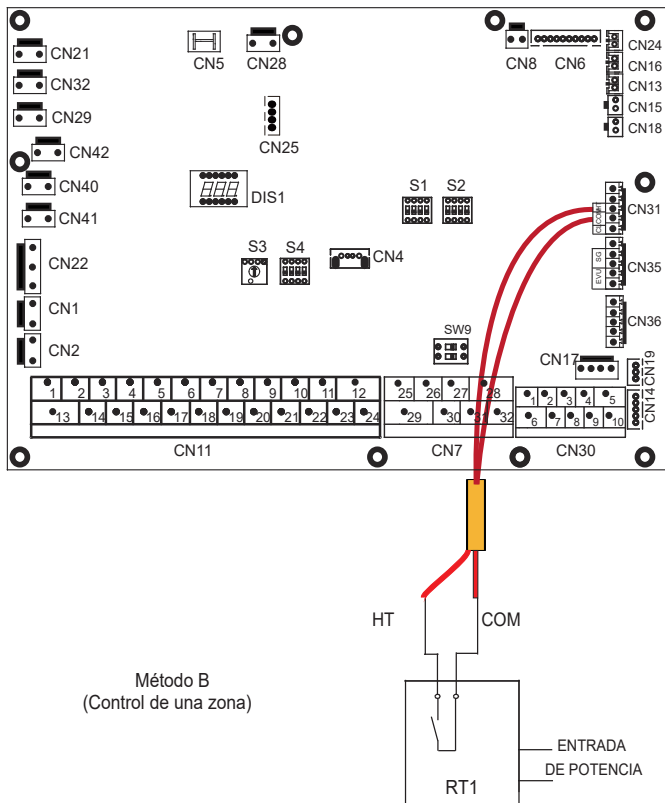 CN21
CN32
CN29
CN42
CN40
CN41
CN22
CN1
CN2
CN5
CN28
CN25
DIS1
CN8
CN6
CN24
CN16
CN13
CN15
CN18
S1
S2
S3
S4
CN4
CN31
CN35
SG
EVU
CN36
SW9
CN17
CN19
CN14
1 2 3 4 5 6 7 8 9 10 11 12
13 14 15 16 17 18 19 20 21 22 23 24
CN11
25 26 27 28
29 30 31 32
CN7
1 2 3 4 5
6 7 8 9 10
CN30
HT
COM
Método B
(Control de una zona)
RT1
ENTRADA
DE POTENCIA